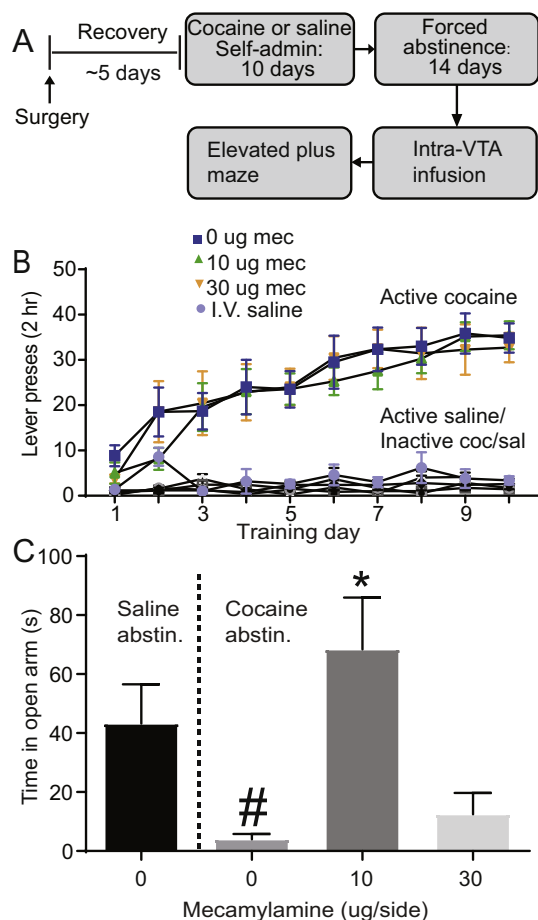 A
Recovery
~5 days
Surgery
Cocaine or saline
Self-admin:
10 days
Forced
abstinence:
14 days
Intra-VTA
infusion
Elevated plus
maze
B
0 ug mec
10 ug mec
30 ug mec
I.V. saline
Lever preses (2 hr)
50
40
30
20
10
0
Active cocaine
Active saline/
Inactive coc/sal
1 3 5 7 9
Training day
C
Time in open arm (s)
100
80
60
40
20
0
Saline
abstin.
Cocaine
abstin.
#
*
0 0 10 30
Mecamylamine (ug/side)